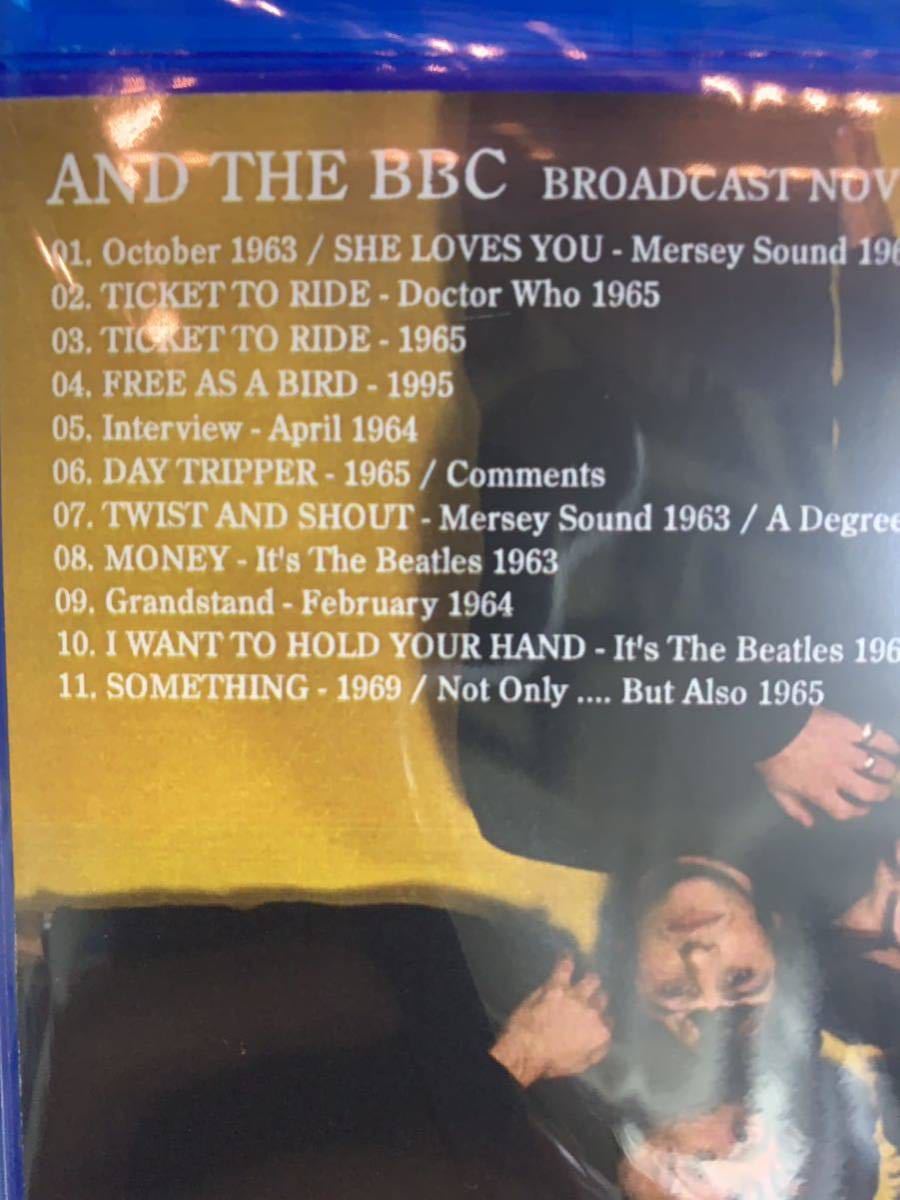 AND THE BBC BROADCAST NOV
01. October 1963 / SHE LOVES YOU - Mersey Sound 196
02. TICKET TO RIDE - Doctor Who 1965
03. TICKET TO RIDE - 1965
04. FREE AS A BIRD - 1995
05. Interview - April 1964
06. DAY TRIPPER - 1965 / Comments
07. TWIST AND SHOUT - Mersey Sound 1963 / A Degree
08. MONEY - It's The Beatles 1963
09. Grandstand - February 1964
10. I WANT TO HOLD YOUR HAND - It's The Beatles 196
11. SOMETHING - 1969 / Not Only .... But Also 1965